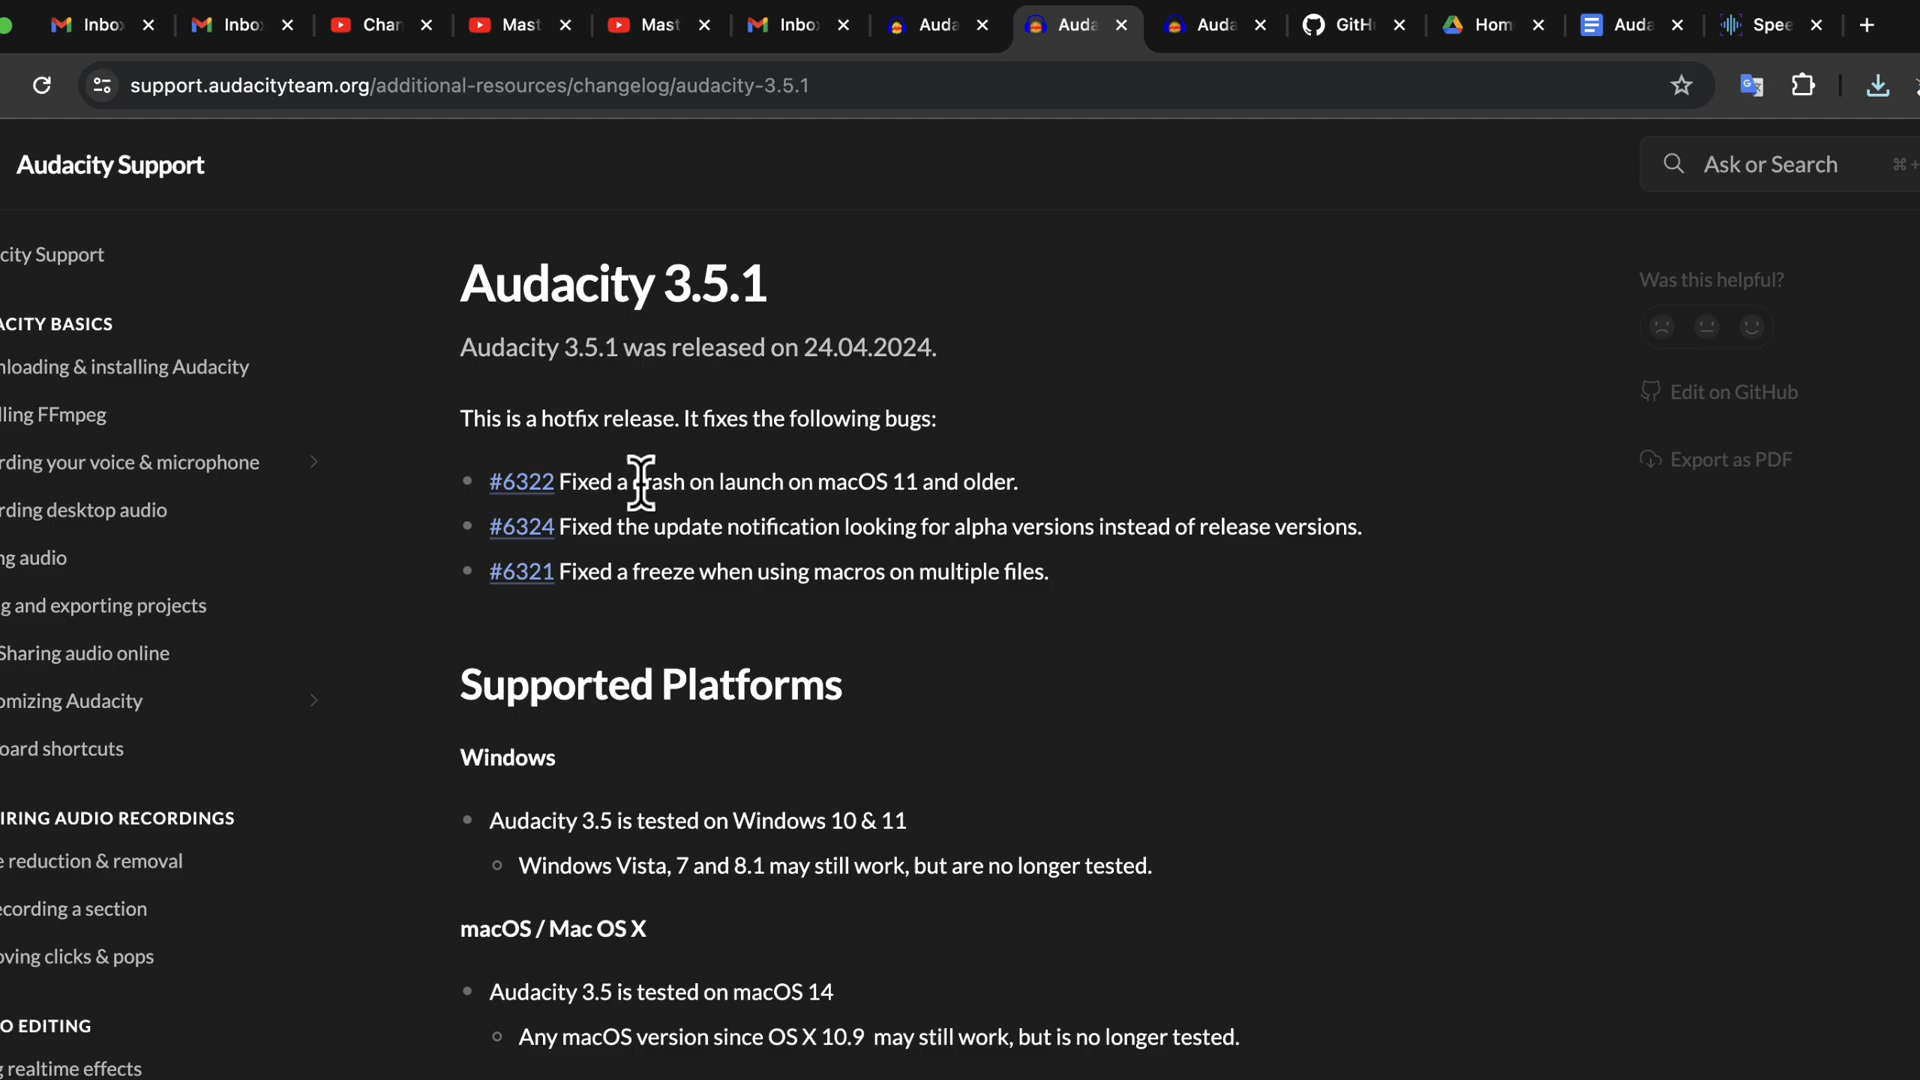 Inbo
Inbo
Chan
Mast
Mast
Inbo
Auda
Auda
Auda
GitH
Hom
Auda
Spee
support.audacityteam.org/additional-resources/changelog/audacity-3.5.1
Audacity Support
Ask or Search
⌘+
city Support
Audacity 3.5.1
Was this helpful?
ACITY BASICS
Audacity 3.5.1 was released on 24.04.2024.
nloading & installing Audacity
Edit on GitHub
lling FFmpeg
This is a hotfix release. It fixes the following bugs:
rding your voice & microphone
Export as PDF
#6322 Fixed a crash on launch on macOS 11 and older.
rding desktop audio
#6324 Fixed the update notification looking for alpha versions instead of release versions.
ng audio
#6321 Fixed a freeze when using macros on multiple files.
g and exporting projects
Sharing audio online
Supported Platforms
omizing Audacity
oard shortcuts
Windows
IRING AUDIO RECORDINGS
Audacity 3.5 is tested on Windows 10 & 11
e reduction & removal
Windows Vista, 7 and 8.1 may still work, but are no longer tested.
ecording a section
macOS / Mac OS X
oving clicks & pops
Audacity 3.5 is tested on macOS 14
O EDITING
Any macOS version since OS X 10.9 may still work, but is no longer tested.
g realtime effects